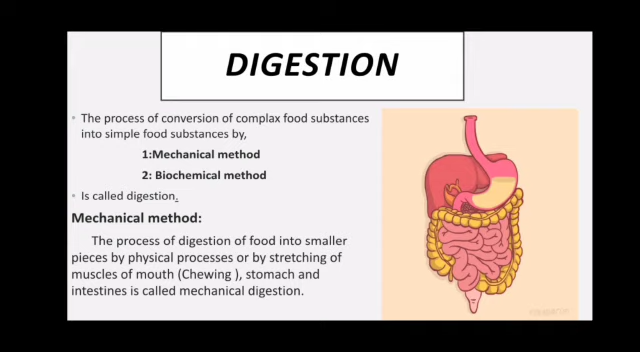 DIGESTION
The process of conversion of complax food substances
into simple food substances by,
1:Mechanical method
2: Biochemical method
Is called digestion.
Mechanical method:
The process of digestion of food into smaller
pieces by physical processes or by stretching of
muscles of mouth (Chewing ), stomach and
intestines is called mechanical digestion.